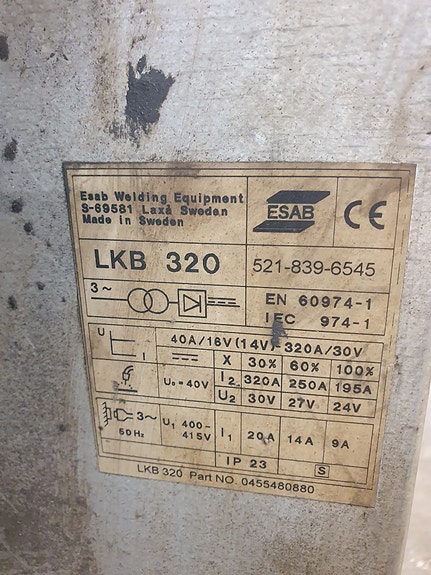 Esab Welding Equipment
S-69581 Laxå Sweden
Made in Sweden
ESAB
CE
LKB 320
521-839-6545
3~
EN 60974-1
IEC 974-1
U
I
40A/16V(14V)-320A/30V
X 30% 60% 100%
U₀=40V
I₂ 320A 250A 195A
U₂ 30V 27V 24V
3~
50Hz
U₁ 400-
415V
I₁ 20A 14A 9A
IP 23
S
LKB 320 Part NO. 0455480880